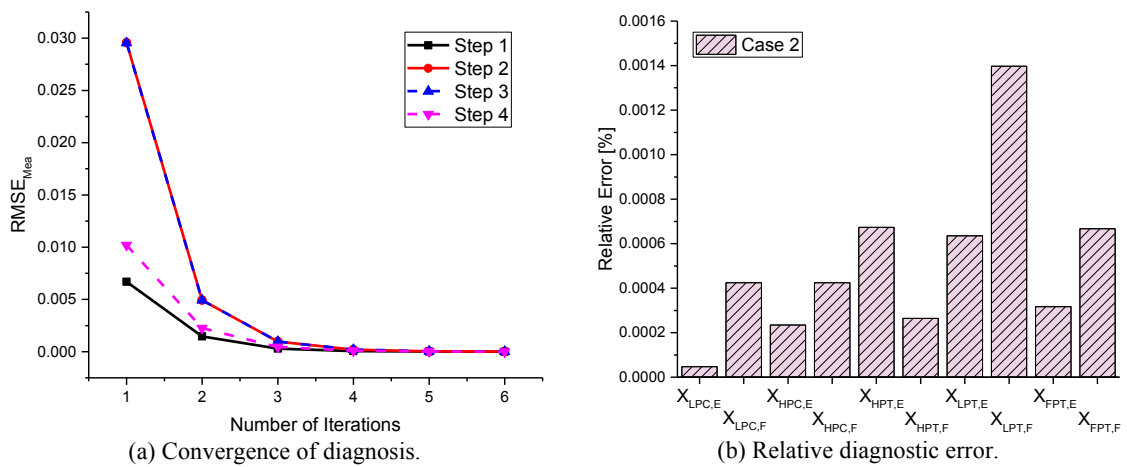 0.030
0.025
0.020
0.015
0.010
0.005
0.000
RMSE_Mea
Step 1
Step 2
Step 3
Step 4
1 2 3 4 5 6
Number of Iterations
(a) Convergence of diagnosis.
0.0016
0.0014
0.0012
0.0010
0.0008
0.0006
0.0004
0.0002
0.0000
Relative Error [%]
Case 2
X_LPC,E X_HPC,E X_HPT,E X_LPT,E X_FPT,E
X_LPC,F X_HPC,F X_HPT,F X_LPT,F X_FPT,F
(b) Relative diagnostic error.